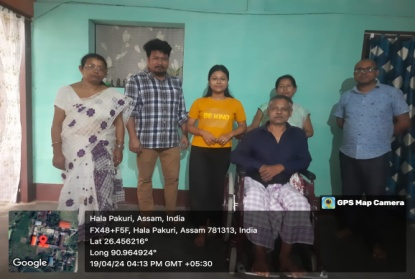 GPS Map Camera
Hala Pakuri, Assam, India
FX48+F5F, Hala Pakuri, Assam 781313, India
Lat 26.456216°
Long 90.964924°
19/04/24 04:13 PM GMT +05:30
Google